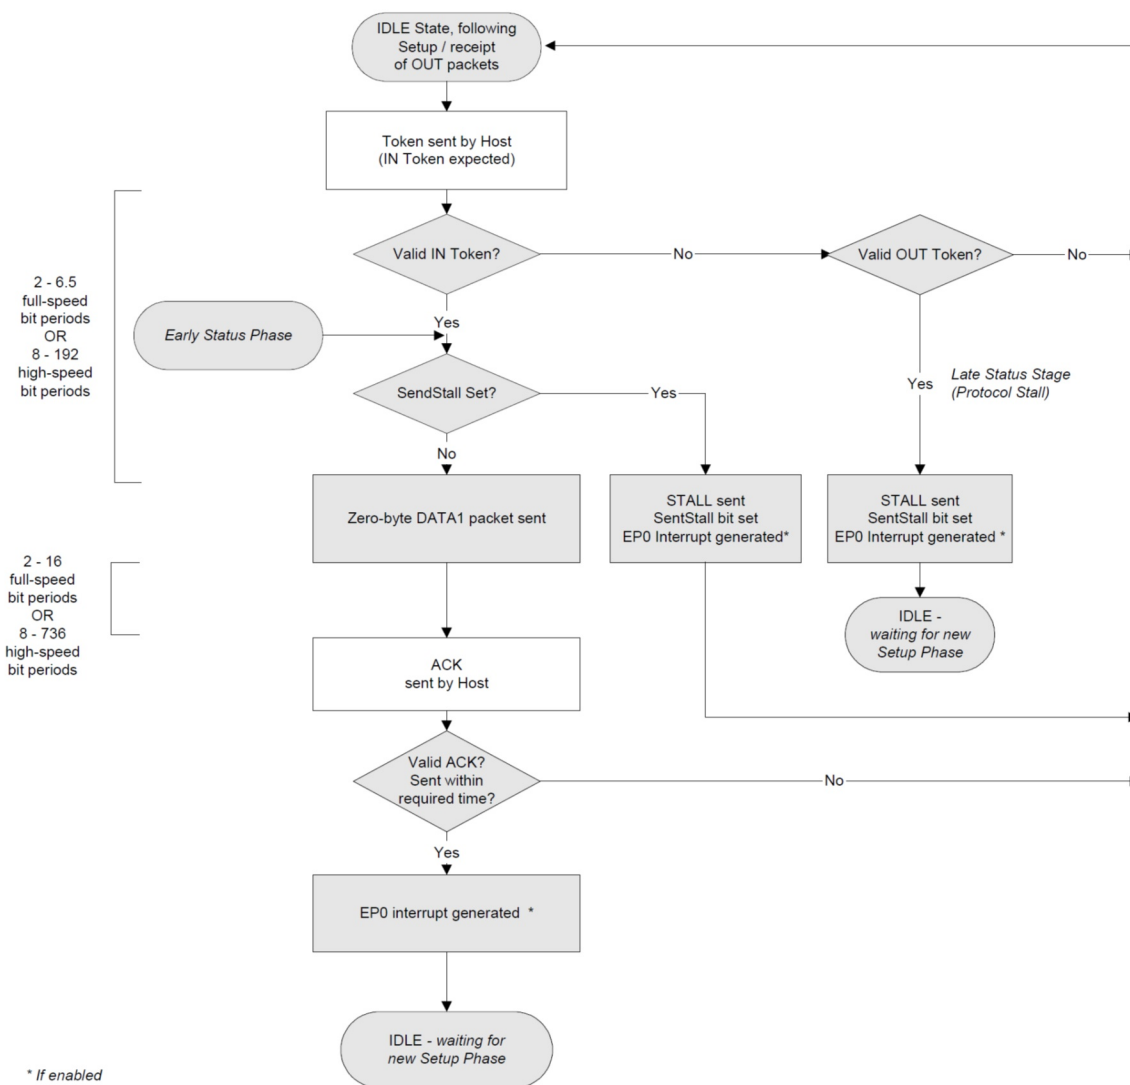 IDLE State, following
Setup / receipt
of OUT packets
Token sent by Host
(IN Token expected)
Valid IN Token?
No
Valid OUT Token?
No
2 - 6.5
full-speed
bit periods
OR
8 - 192
high-speed
bit periods
Yes
Early Status Phase
SendStall Set?
Yes
Yes
Late Status Stage
(Protocol Stall)
No
Zero-byte DATA1 packet sent
STALL sent
SentStall bit set
EP0 Interrupt generated*
STALL sent
SentStall bit set
EP0 Interrupt generated *
2 - 16
full-speed
bit periods
OR
8 - 736
high-speed
bit periods
IDLE -
waiting for new
Setup Phase
ACK
sent by Host
Valid ACK?
Sent within
required time?
No
Yes
EP0 interrupt generated *
IDLE - waiting for
new Setup Phase
* If enabled